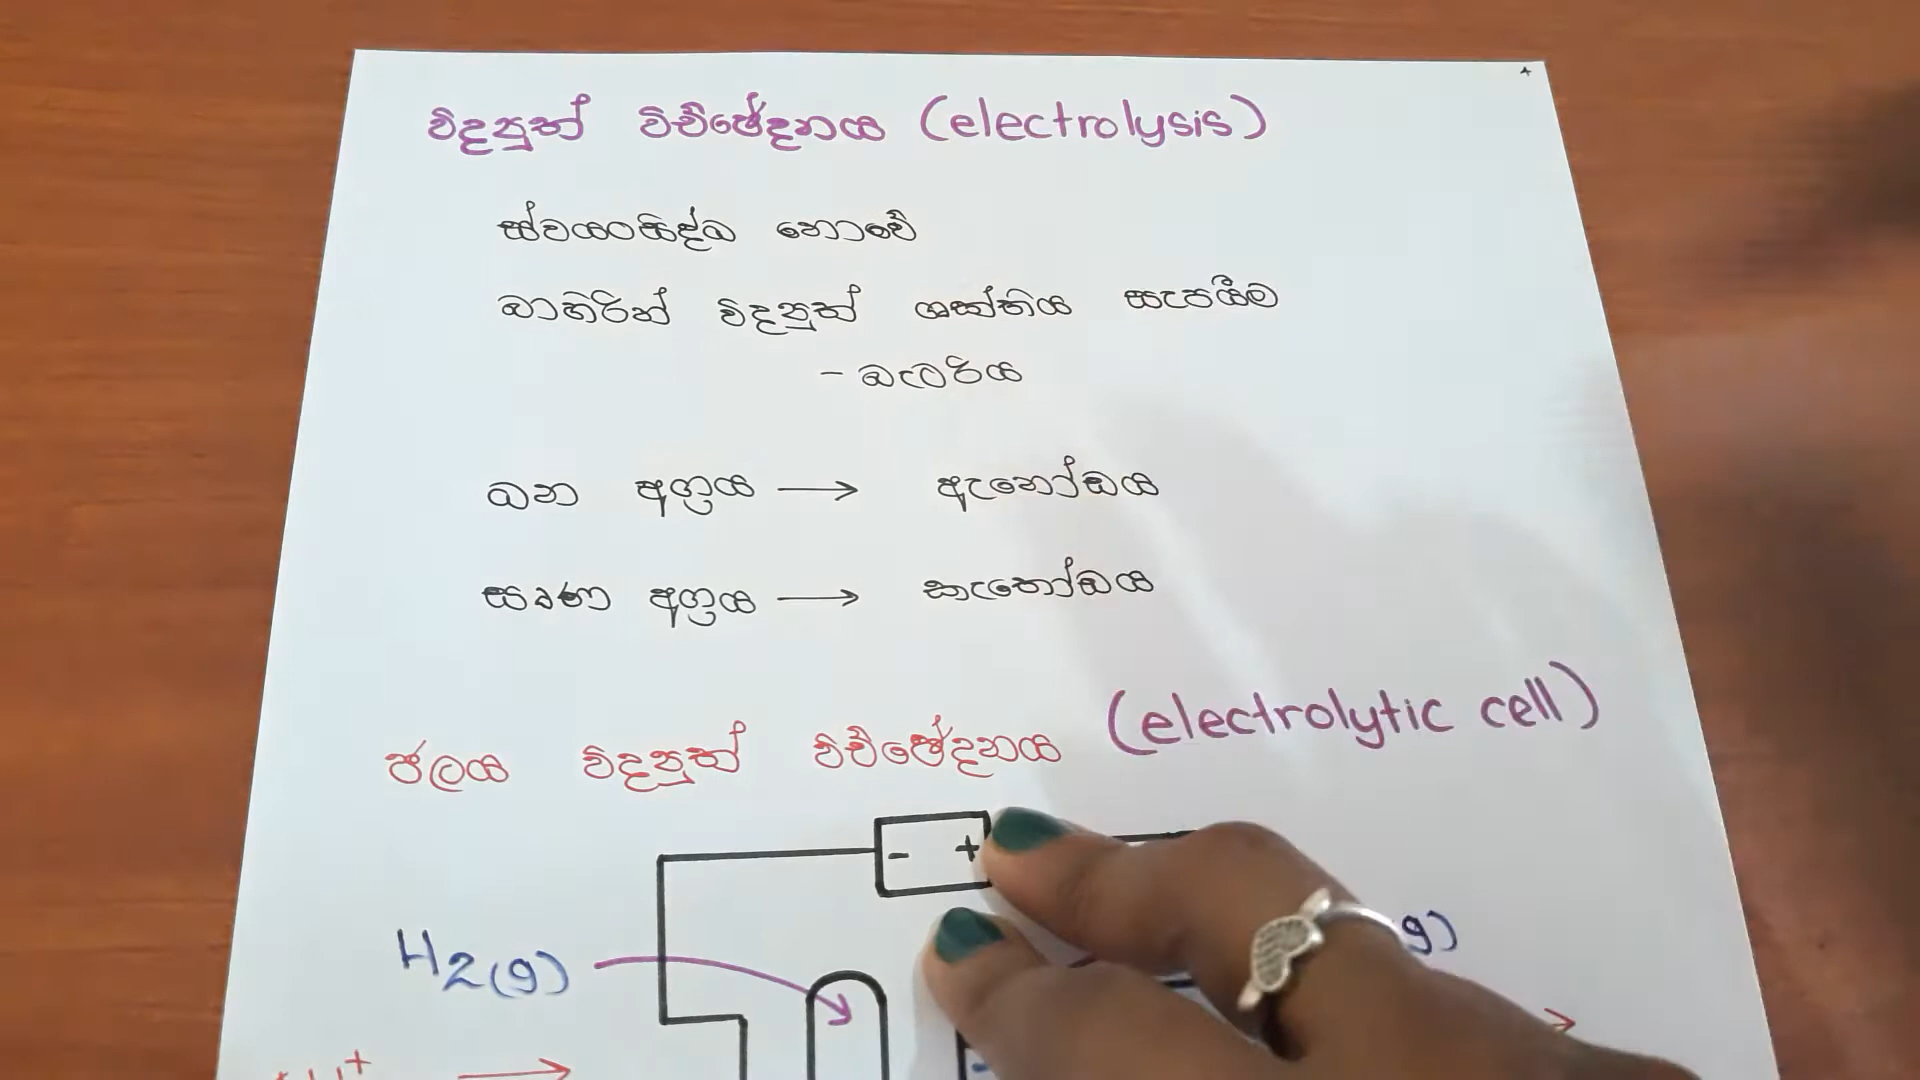 විද්‍යුත් විච්ඡේදනය (electrolysis)
ස්වයංසිද්ධ නොවේ
බාහිරින් විද්‍යුත් ශක්තිය සැපයීම
- බැටරිය
ධන අග්‍රය → ඇනෝඩය
සෘණ අග්‍රය → කැතෝඩය
(electrolytic cell)
ජලය විද්‍යුත් විච්ඡේදනය
- +
H2(g)
g)